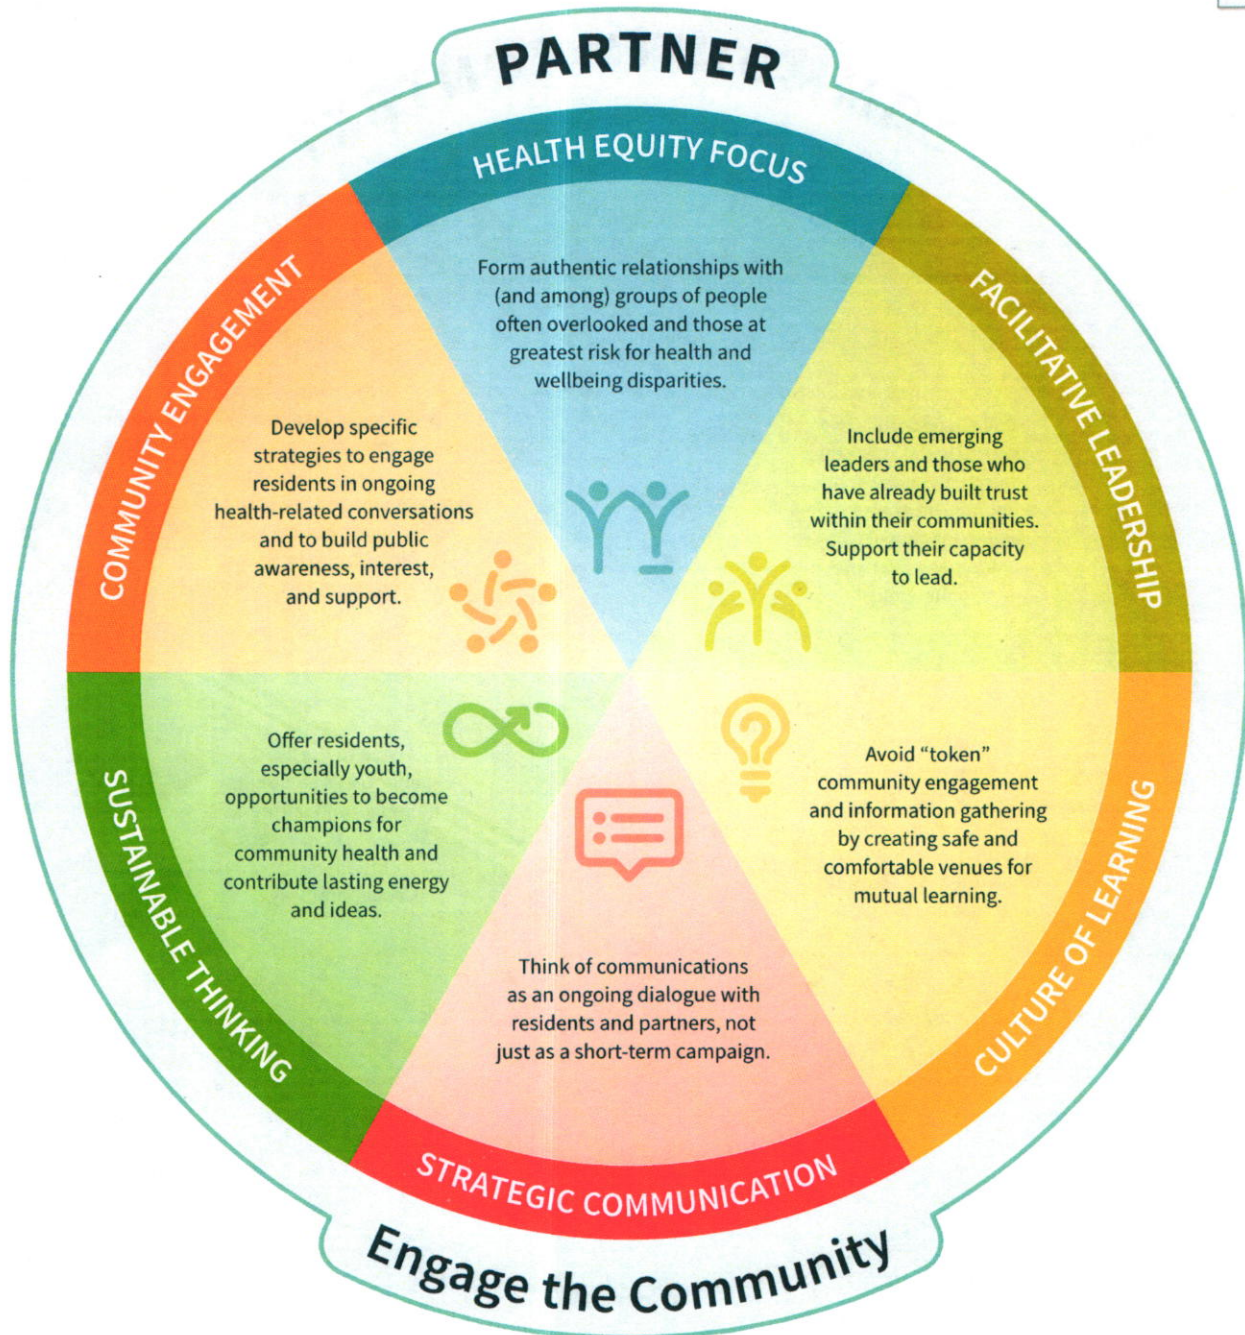 PARTNER
HEALTH EQUITY FOCUS
Form authentic relationships with
(and among) groups of people
often overlooked and those at
greatest risk for health and
wellbeing disparities.
FACILITATIVE LEADERSHIP
Include emerging
leaders and those who
have already built trust
within their communities.
Support their capacity
to lead.
CULTURE OF LEARNING
Avoid “token”
community engagement
and information gathering
by creating safe and
comfortable venues for
mutual learning.
STRATEGIC COMMUNICATION
Think of communications
as an ongoing dialogue with
residents and partners, not
just as a short-term campaign.
SUSTAINABLE THINKING
Offer residents,
especially youth,
opportunities to become
champions for
community health and
contribute lasting energy
and ideas.
COMMUNITY ENGAGEMENT
Develop specific
strategies to engage
residents in ongoing
health-related conversations
and to build public
awareness, interest,
and support.
Engage the Community